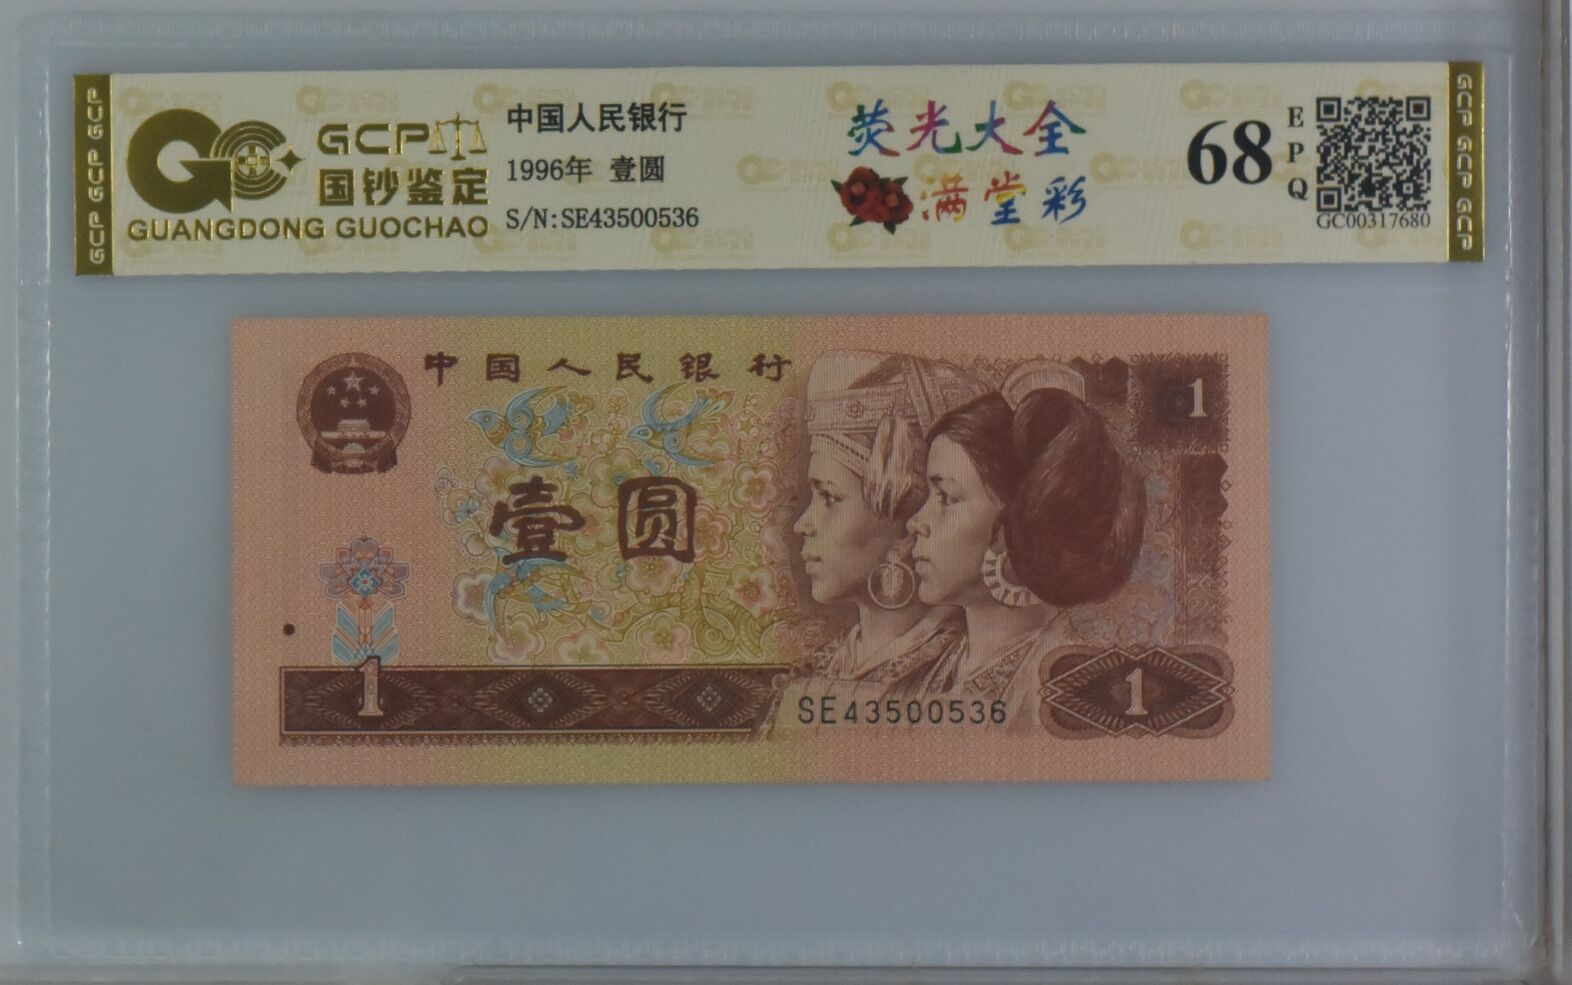 GCP GCP GCP
GCP
国钞鉴定
GUANGDONG GUOCHAO
中国人民银行
1996年 壹圆
S/N:SE43500536
荧光大全
满堂彩
68
EPQ
GC00317680
GCP GCP GCP
中国人民银行
1
壹圆
1
SE43500536
1